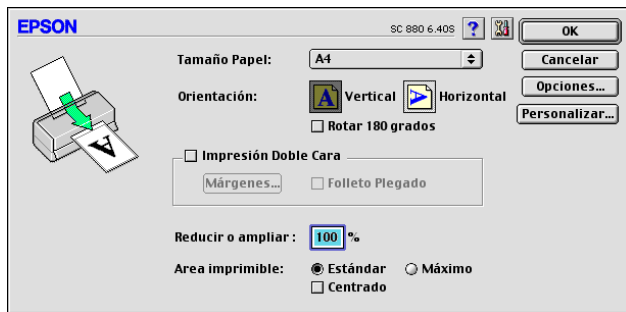 EPSON SC 880 6.40S ? OK
Tamaño Papel: A4 Cancelar
Orientación: A Vertical A Horizontal Opciones...
Rotar 180 grados Personalizar...
Impresión Doble Cara
Márgenes... Folleto Plegado
Reducir o ampliar: 100 %
Area imprimible: Estándar Máximo
Centrado
A